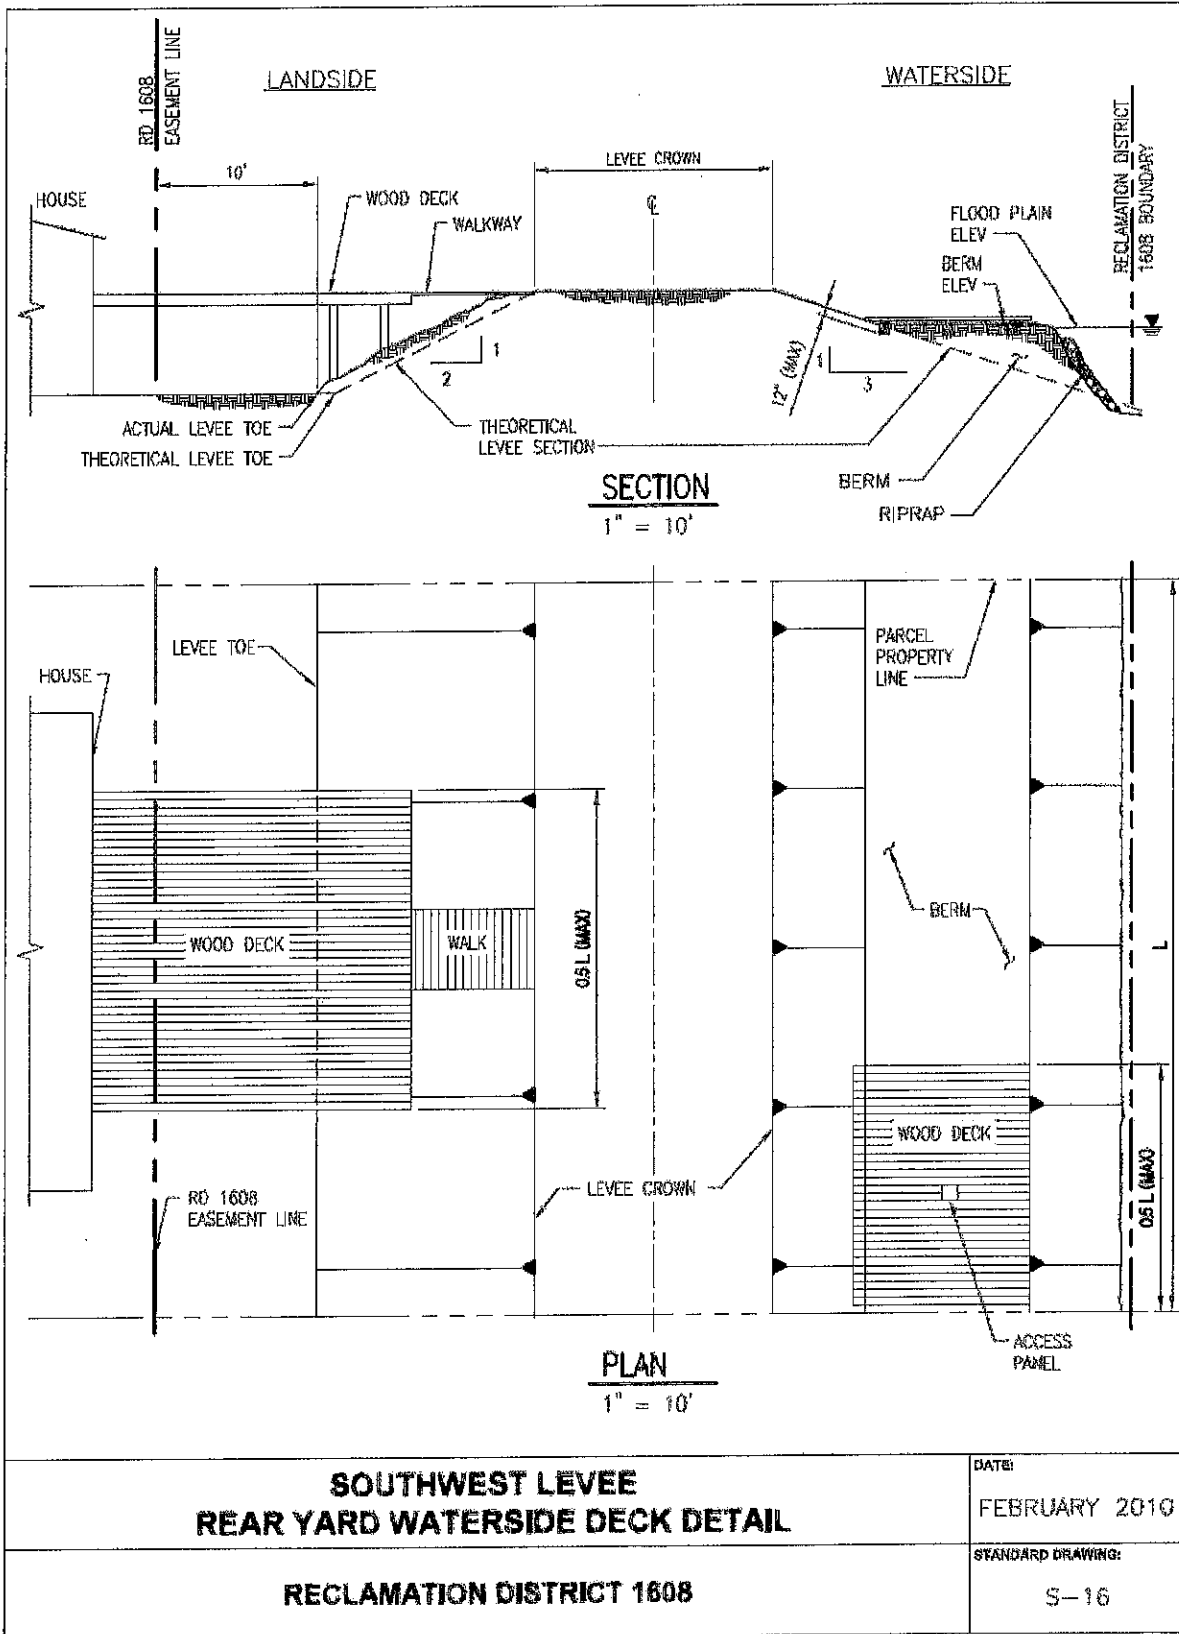 RD 1608
EASEMENT LINE
LANDSIDE
WATERSIDE
RECLAMATION DISTRICT
1608 BOUNDARY
10'
LEVEE CROWN
HOUSE
WOOD DECK
WALKWAY
℄
FLOOD PLAIN
ELEV
BERM
ELEV
1
2
12" (MAX)
1
3
ACTUAL LEVEE TOE
THEORETICAL LEVEE TOE
THEORETICAL
LEVEE SECTION
BERM
RIPRAP
SECTION
1" = 10'
LEVEE TOE
HOUSE
PARCEL
PROPERTY
LINE
WOOD DECK
WALK
0.5 L (MAX)
BERM
L
WOOD DECK
0.5 L (MAX)
RD 1608
EASEMENT LINE
LEVEE CROWN
ACCESS
PANEL
PLAN
1" = 10'
SOUTHWEST LEVEE
REAR YARD WATERSIDE DECK DETAIL
DATE:
FEBRUARY 2010
RECLAMATION DISTRICT 1608
STANDARD DRAWING:
S-16